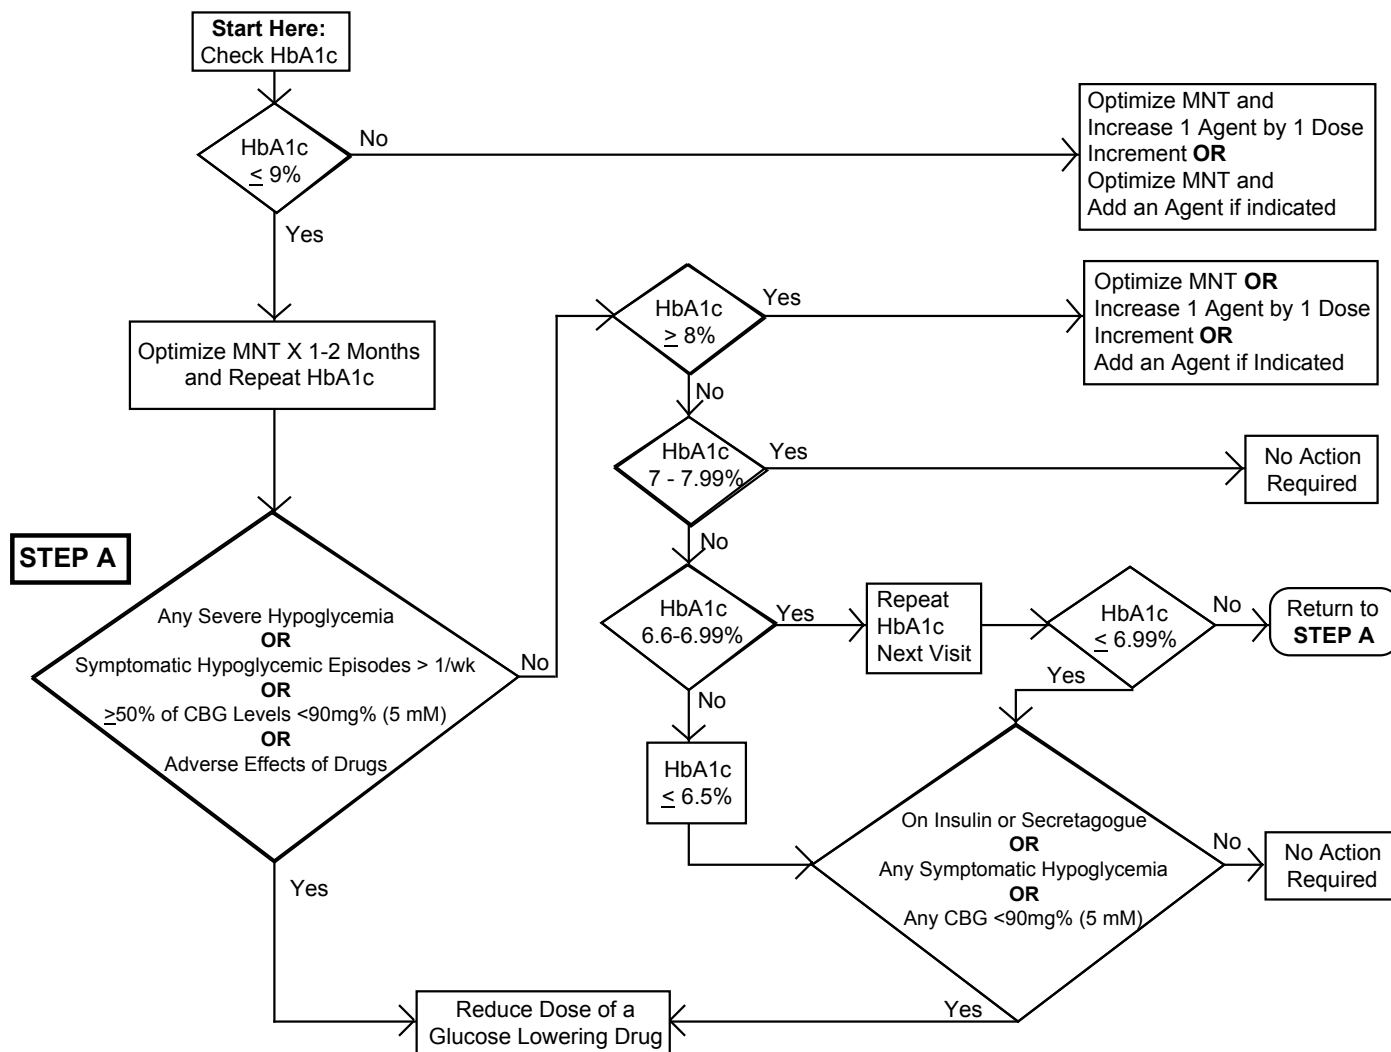 Start Here:
Check HbA1c
HbA1c
≤ 9%
No
Yes
Optimize MNT and
Increase 1 Agent by 1 Dose
Increment OR
Optimize MNT and
Add an Agent if indicated
Optimize MNT X 1-2 Months
and Repeat HbA1c
HbA1c
≥ 8%
Yes
No
Optimize MNT OR
Increase 1 Agent by 1 Dose
Increment OR
Add an Agent if Indicated
HbA1c
7 - 7.99%
Yes
No
No Action
Required
STEP A
Any Severe Hypoglycemia
OR
Symptomatic Hypoglycemic Episodes > 1/wk
OR
≥50% of CBG Levels <90mg% (5 mM)
OR
Adverse Effects of Drugs
No
Yes
HbA1c
6.6-6.99%
Yes
No
Repeat
HbA1c
Next Visit
HbA1c
≤ 6.99%
No
Yes
Return to
STEP A
HbA1c
≤ 6.5%
On Insulin or Secretagogue
OR
Any Symptomatic Hypoglycemia
OR
Any CBG <90mg% (5 mM)
No
Yes
No Action
Required
Reduce Dose of a
Glucose Lowering Drug